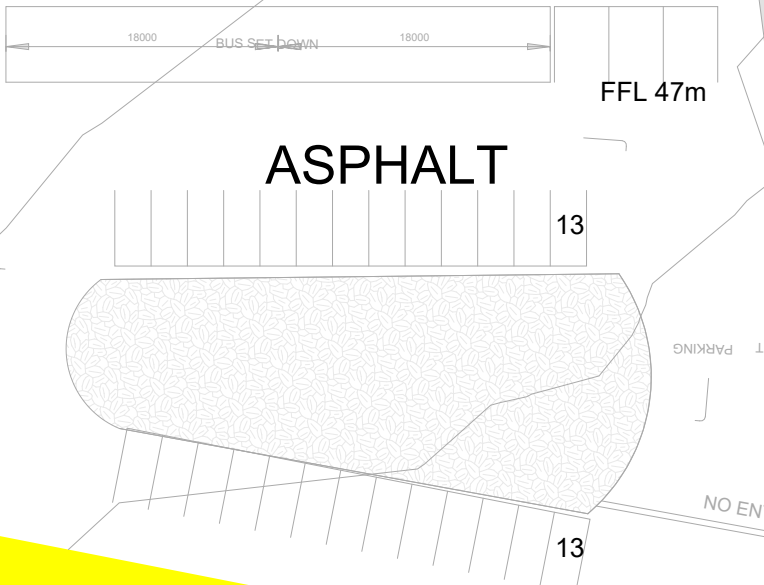 18000
BUS SET DOWN
18000
FFL 47m
ASPHALT
13
PARKING
NO EN
13